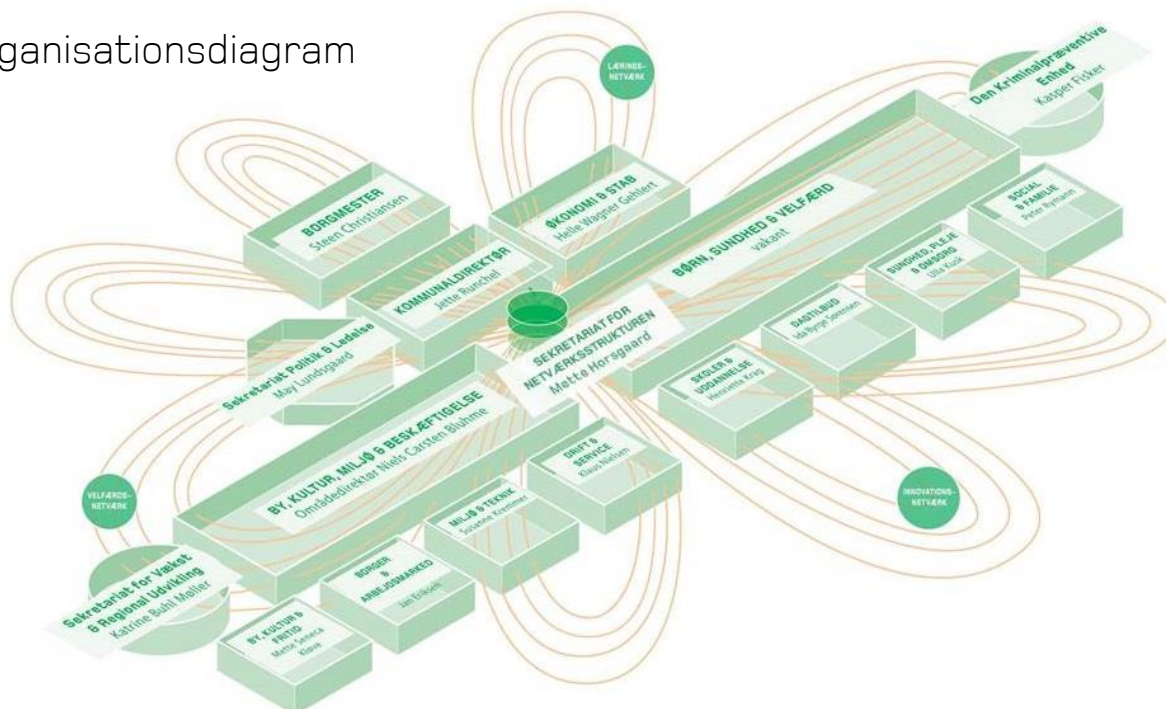 ganisationsdiagram
LÆRINGS-
NETVÆRK
Den Kriminalpræventive
Enhed
Kasper Fisker
BORGMESTER
Steen Christiansen
ØKONOMI & STAB
Helle Wagner Gehlert
KOMMUNALDIREKTØR
Jette Runchel
BØRN, SUNDHED & VELFÆRD
vakant
SOCIAL
& FAMILIE
Peter Rymann
SUNDHED, PLEJE
& OMSORG
Ulla Kusk
DAGTILBUD
Ida Byrge Sørensen
SKOLER &
UDDANNELSE
Henriette Krag
SEKRETARIAT FOR
NETVÆRKSSTRUKTUREN
Mette Horsgaard
Sekretariat Politik & Ledelse
May Lundsgaard
BY, KULTUR, MILJØ & BESKÆFTIGELSE
Områdedirektør Niels Carsten Bluhme
DRIFT &
SERVICE
Klaus Nielsen
MILJØ & TEKNIK
Susanne Kremmer
BORGER
&
ARBEJDSMARKED
Jan Eriksen
BY, KULTUR &
FRITID
Mette Seneca
Kløve
VELFÆRDS-
NETVÆRK
INNOVATIONS-
NETVÆRK
Sekretariat for Vækst
& Regional Udvikling
Katrine Buhl Møller